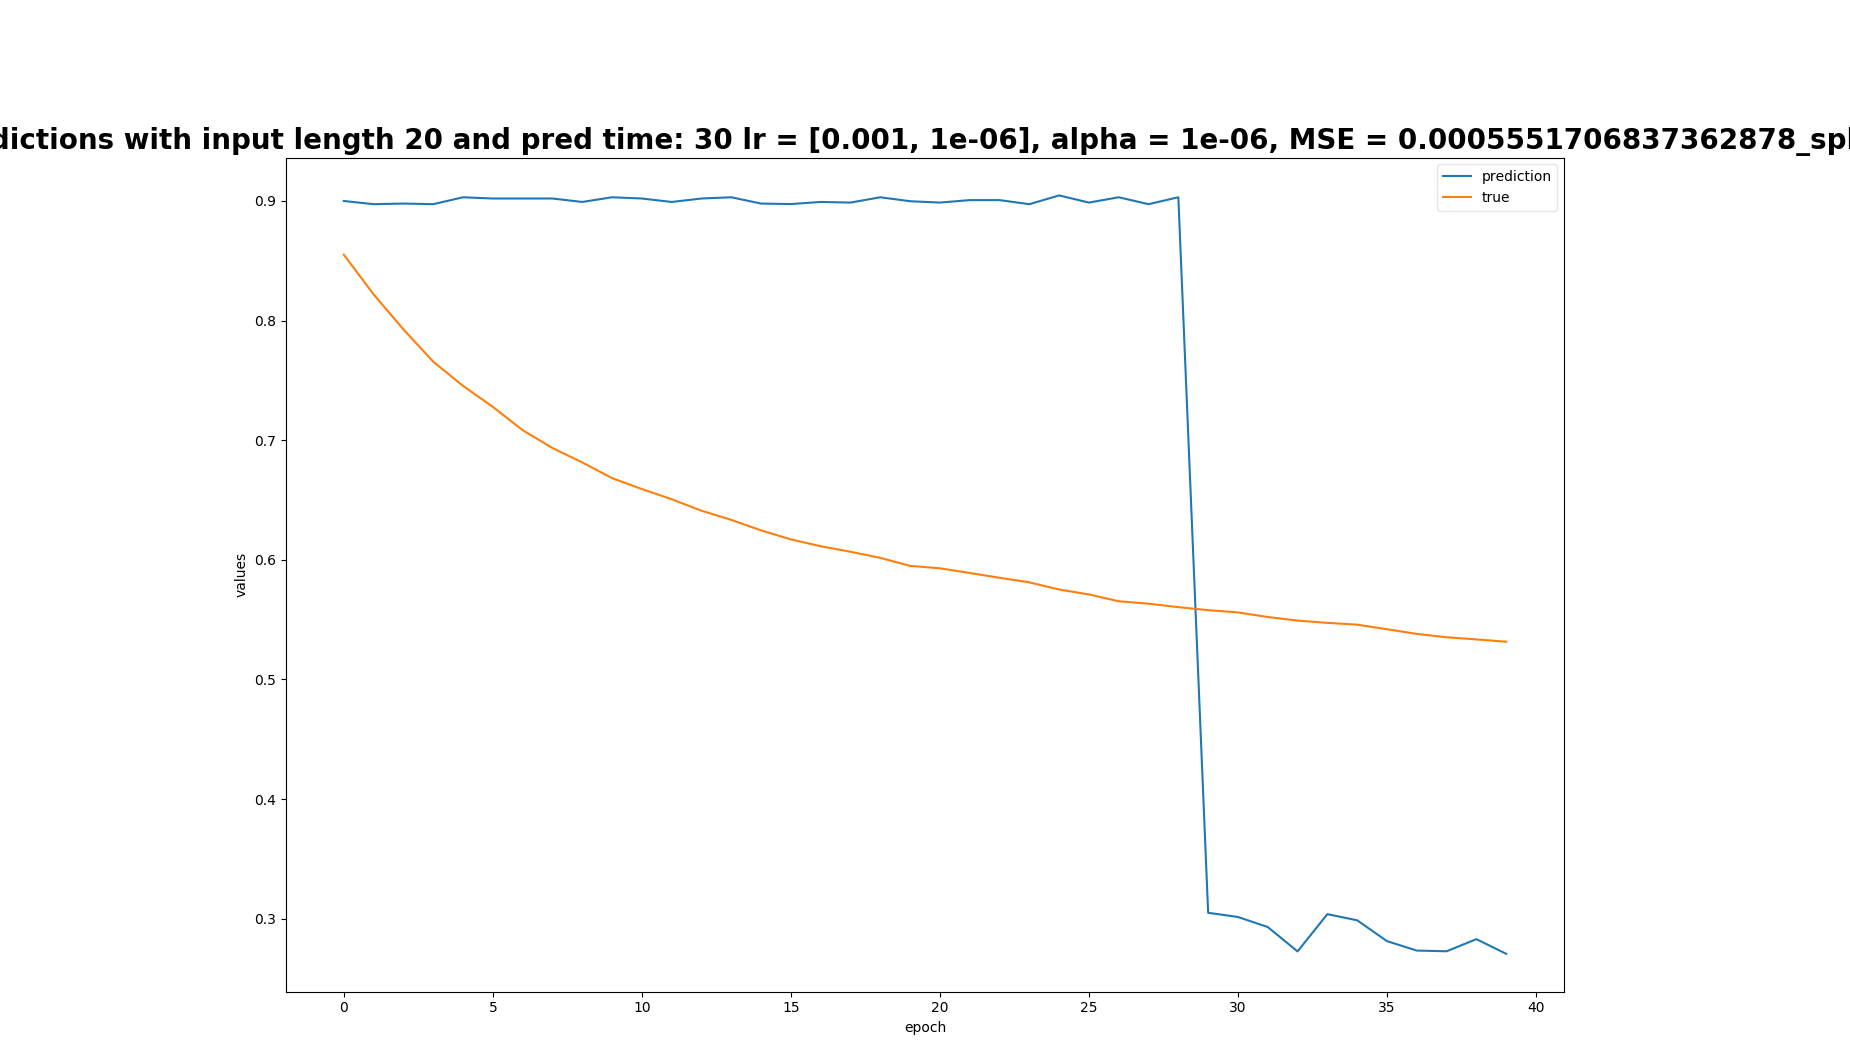 dictions with input length 20 and pred time: 30 lr = [0.001, 1e-06], alpha = 1e-06, MSE = 0.0005551706837362878_spl
prediction
true
0.9
0.8
0.7
0.6
0.5
0.4
0.3
values
0 5 10 15 20 25 30 35 40
epoch